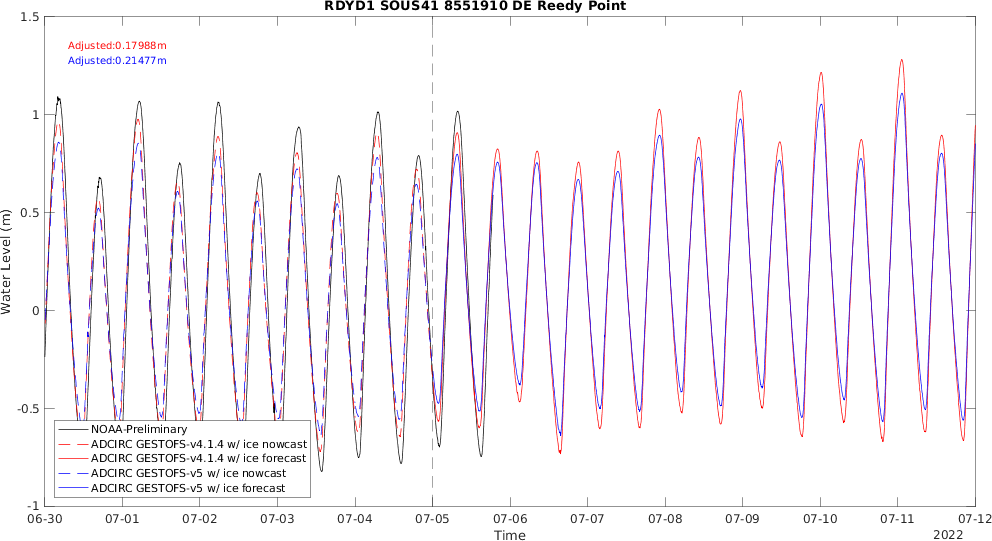 RDYD1 SOUS41 8551910 DE Reedy Point
Adjusted:0.17988m
Adjusted:0.21477m
Water Level (m)
1.5
1
0.5
0
-0.5
-1
NOAA-Preliminary
ADCIRC GESTOFS-v4.1.4 w/ ice nowcast
ADCIRC GESTOFS-v4.1.4 w/ ice forecast
ADCIRC GESTOFS-v5 w/ ice nowcast
ADCIRC GESTOFS-v5 w/ ice forecast
06-30 07-01 07-02 07-03 07-04 07-05 07-06 07-07 07-08 07-09 07-10 07-11 07-12
Time
2022